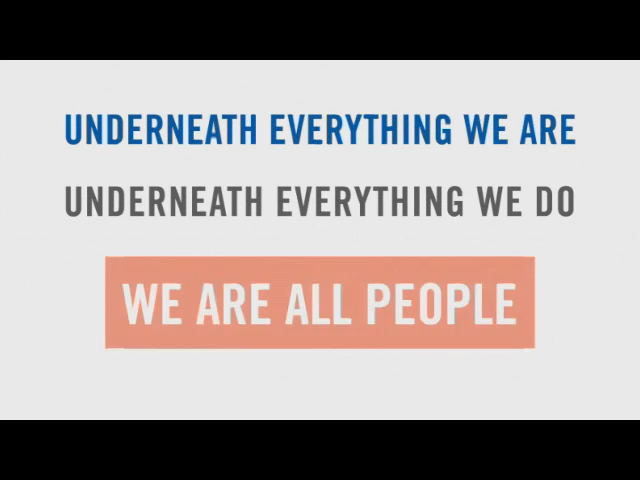 UNDERNEATH EVERYTHING WE ARE
UNDERNEATH EVERYTHING WE DO
WE ARE ALL PEOPLE